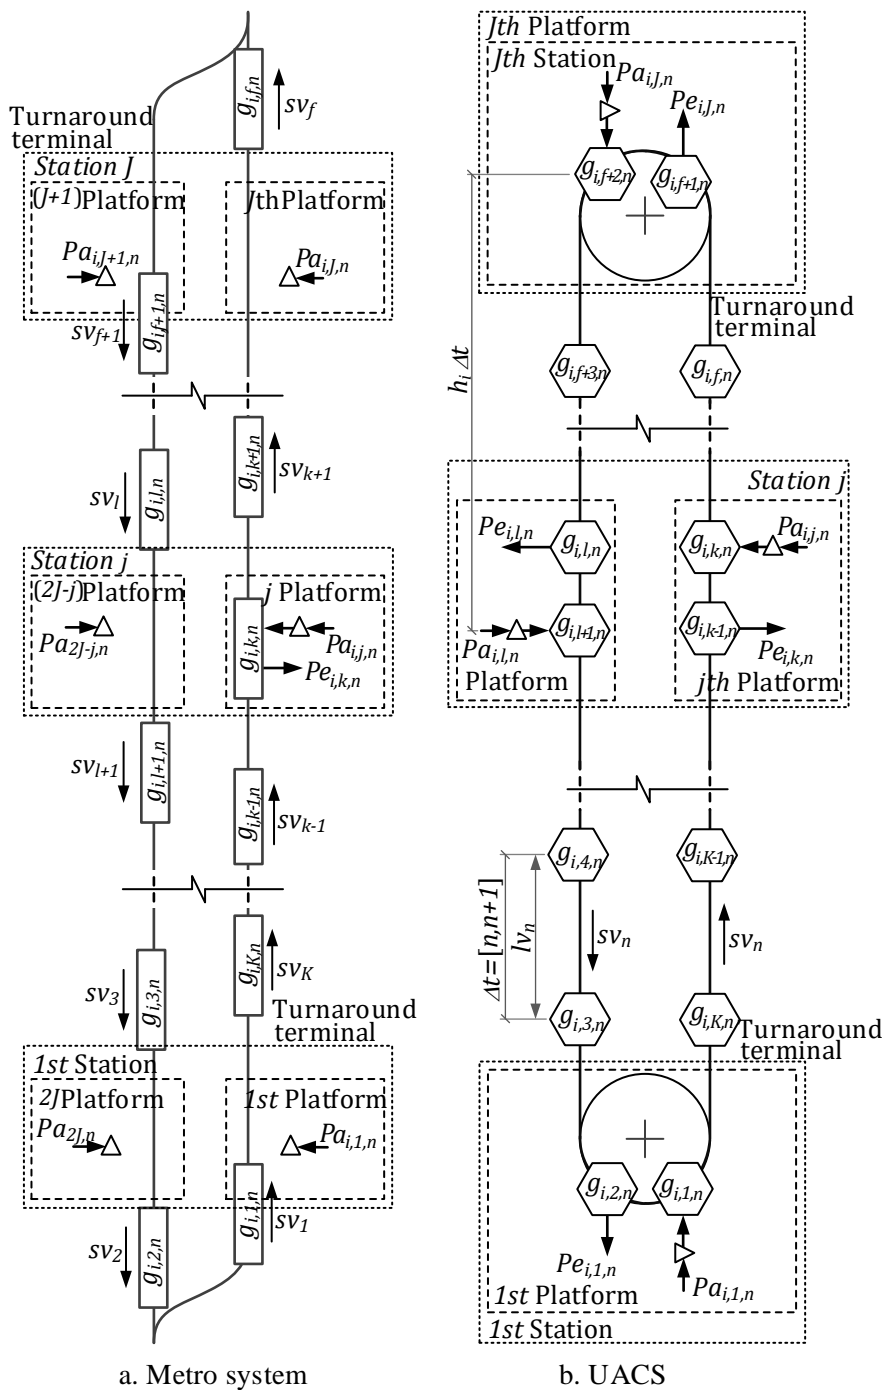 g_{i,f,n}
sv_f
Turnaround
terminal
Station J
(J+1)Platform
JthPlatform
Pa_{i,J+1,n}
Pa_{i,J,n}
g_{i,f+1,n}
sv_{f+1}
g_{i,k+1,n}
sv_{k+1}
sv_l
g_{i,l,n}
Station j
(2J-j)Platform
j Platform
Pa_{2J-j,n}
g_{i,k,n}
Pa_{i,j,n}
Pe_{i,k,n}
sv_{l+1}
g_{i,l+1,n}
g_{i,k-1,n}
sv_{k-1}
g_{i,K,n}
sv_K
sv_3
g_{i,3,n}
Turnaround
terminal
1st Station
2JPlatform
1st Platform
Pa_{2J,n}
Pa_{i,1,n}
g_{i,1,n}
sv_1
sv_2
g_{i,2,n}
a. Metro system
Jth Platform
Jth Station
Pa_{i,J,n}
Pe_{i,J,n}
g_{i,f+2,n}
g_{i,f+1,n}
Turnaround
terminal
g_{i,f+3,n}
g_{i,f,n}
h_i Δt
Station j
Pe_{i,l,n}
g_{i,l,n}
g_{i,k,n}
Pa_{i,j,n}
Pa_{i,l,n}
g_{i,l+1,n}
g_{i,k-1,n}
Pe_{i,k,n}
Platform
jth Platform
g_{i,4,n}
g_{i,K-1,n}
Δt=[n,n+1]
lv_n
sv_n
sv_n
g_{i,3,n}
g_{i,K,n}
Turnaround
terminal
g_{i,2,n}
g_{i,1,n}
Pe_{i,1,n}
Pa_{i,1,n}
1st Platform
1st Station
b. UACS